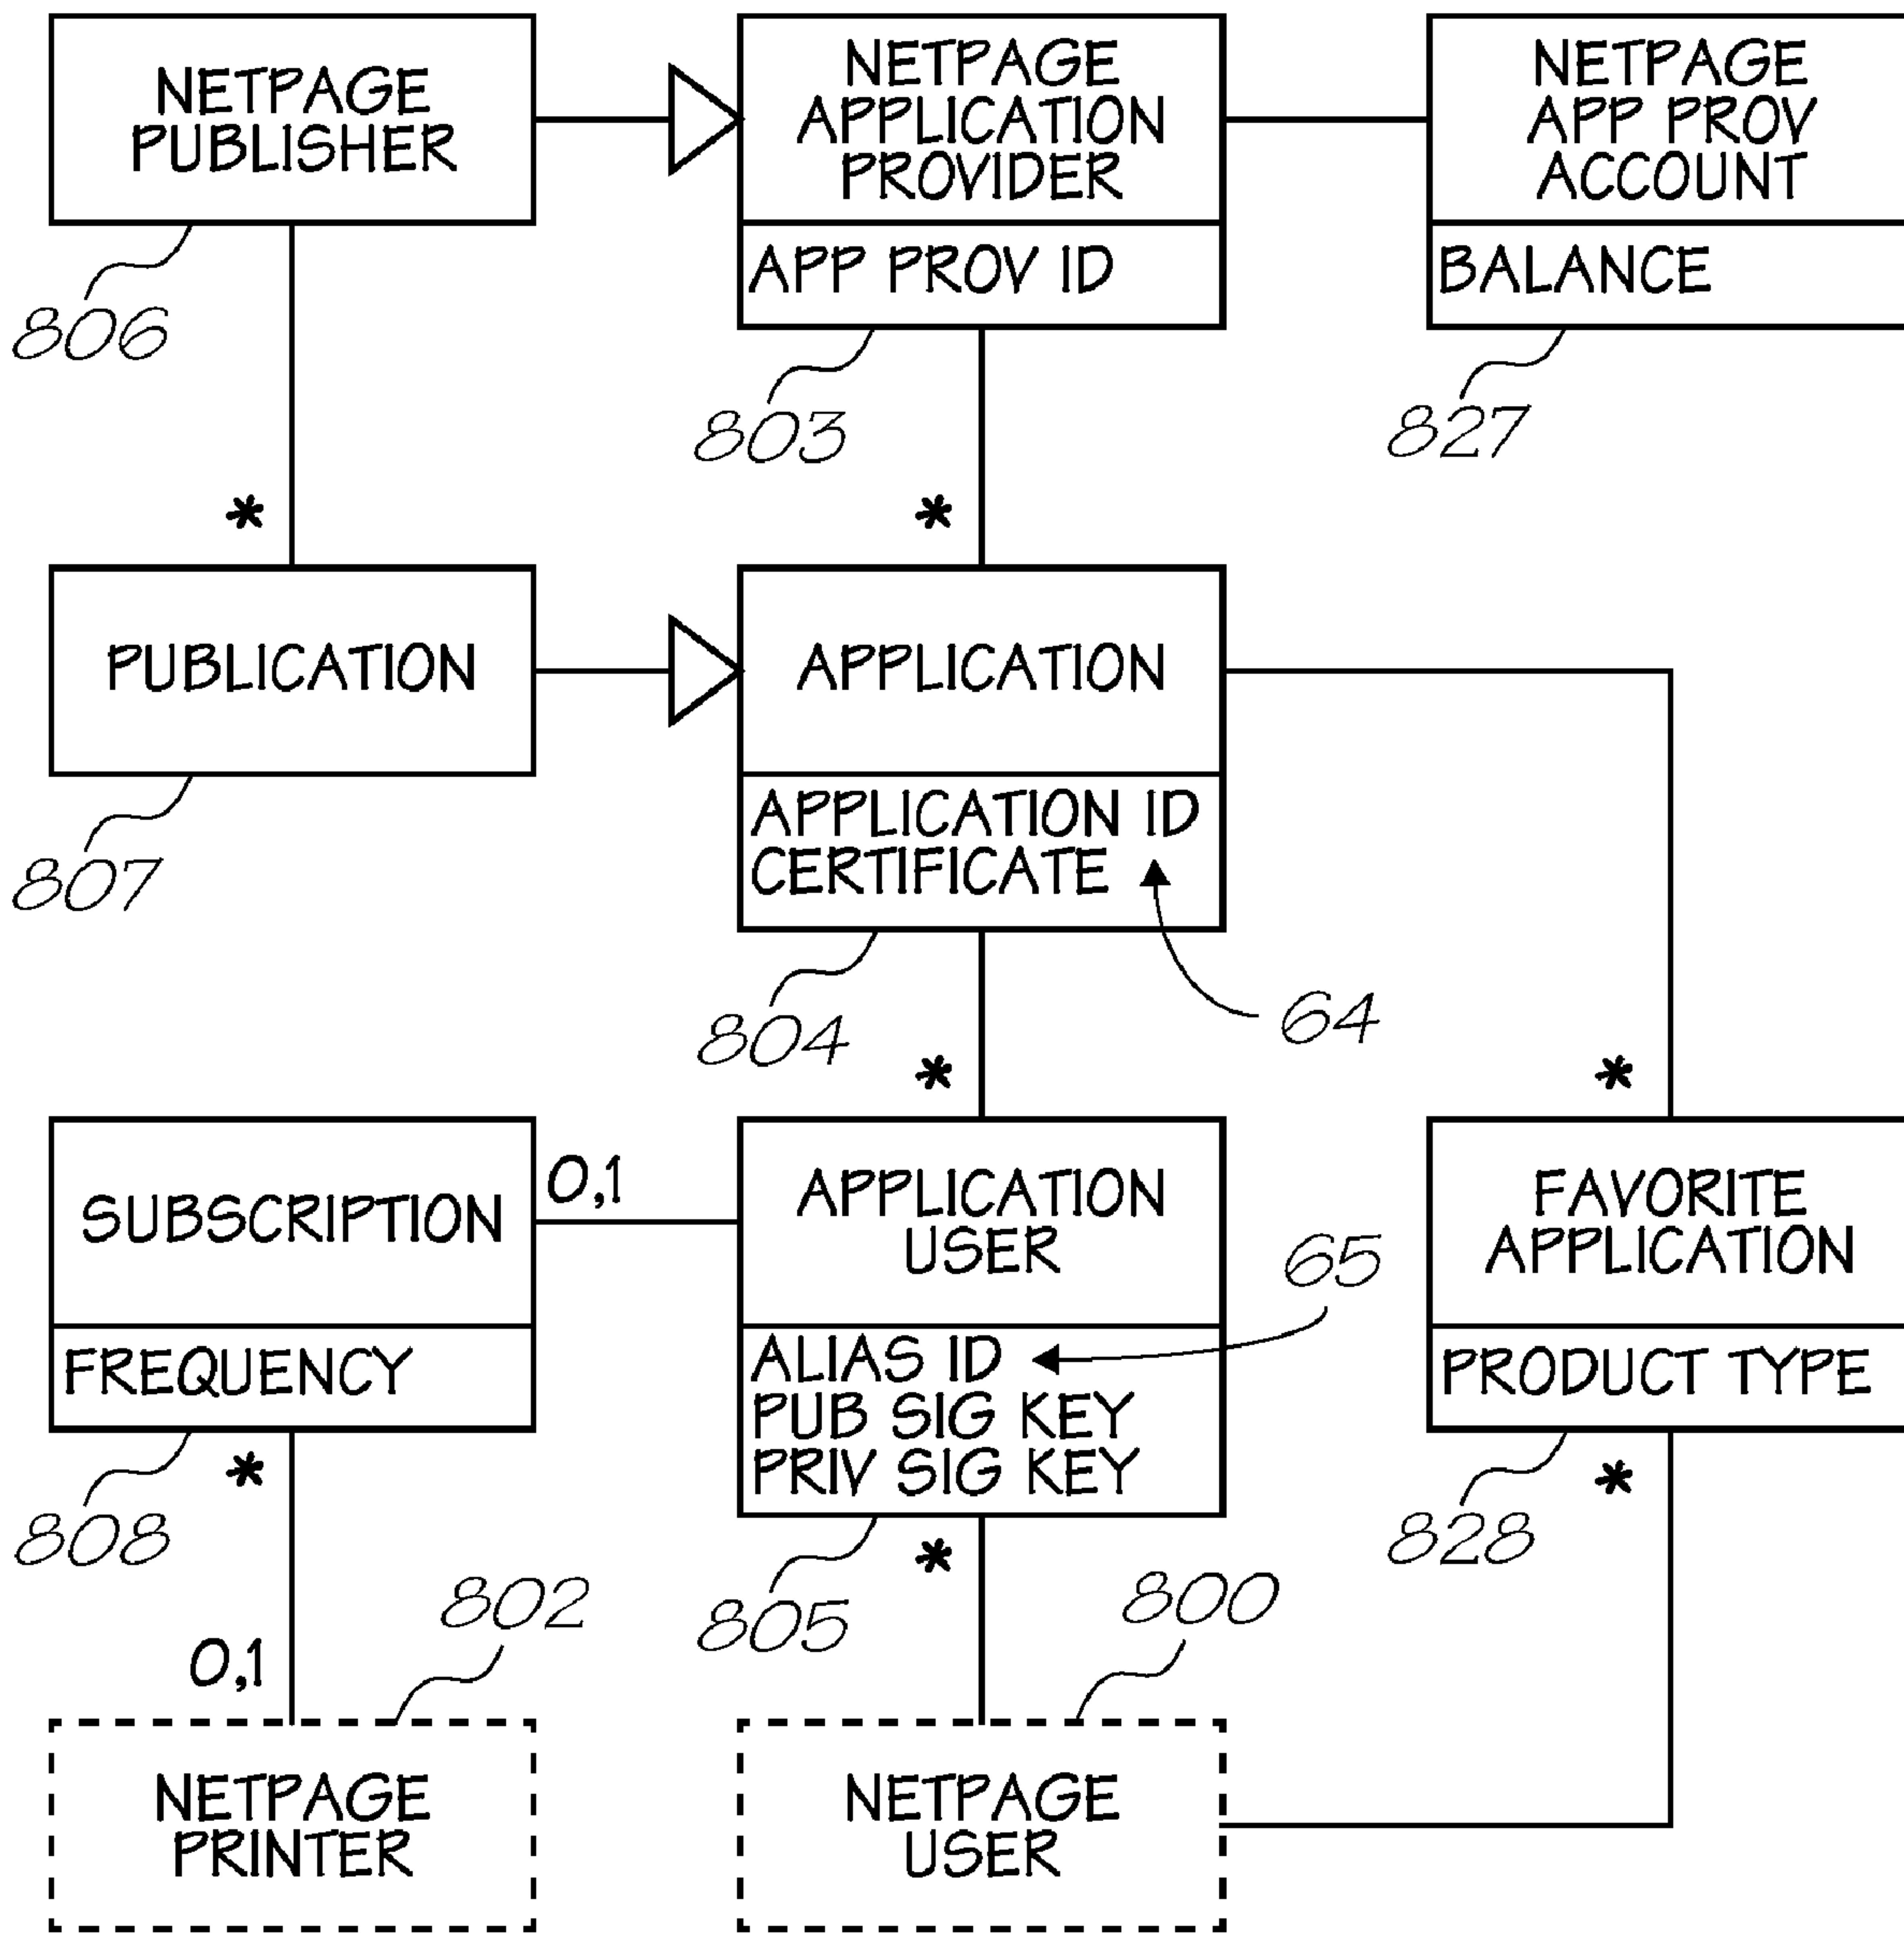 NETPAGE
PUBLISHER
NETPAGE
APPLICATION
PROVIDER
APP PROV ID
NETPAGE
APP PROV
ACCOUNT
BALANCE
806
803
827
*
*
PUBLICATION
APPLICATION
APPLICATION ID
CERTIFICATE
807
804
64
*
*
SUBSCRIPTION
FREQUENCY
0,1
APPLICATION
USER
ALIAS ID
PUB SIG KEY
PRIV SIG KEY
65
FAVORITE
APPLICATION
PRODUCT TYPE
808
*
802
0,1
805
*
800
828
*
NETPAGE
PRINTER
NETPAGE
USER